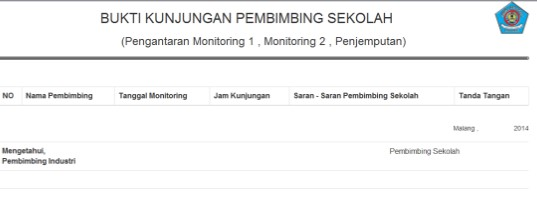 BUKTI KUNJUNGAN PEMBIMBING SEKOLAH
(Pengantaran Monitoring 1 , Monitoring 2 , Penjemputan)
NO Nama Pembimbing Tanggal Monitoring Jam Kunjungan Saran - Saran Pembimbing Sekolah Tanda Tangan
Malang , 2014
Mengetahui, Pembimbing Sekolah
Pembimbing Industri